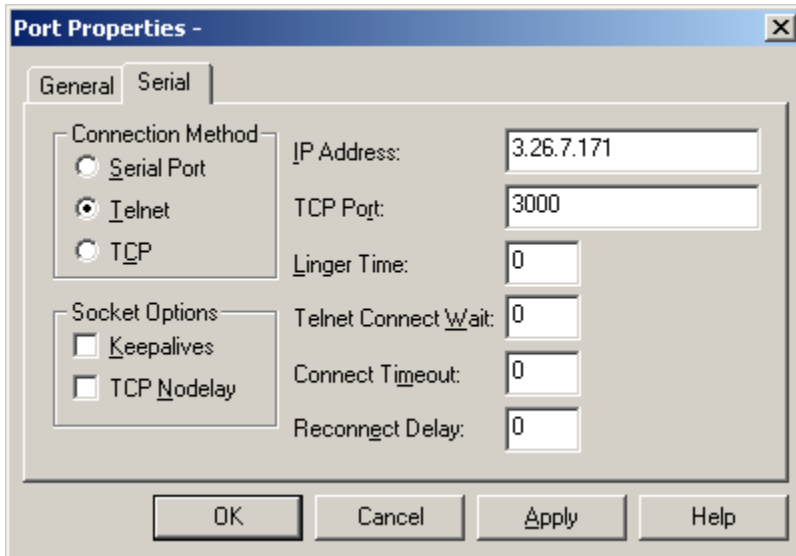 Port Properties -
General Serial
Connection Method
Serial Port
Telnet
TCP
Socket Options
Keepalives
TCP Nodelay
IP Address: 3.26.7.171
TCP Port: 3000
Linger Time: 0
Telnet Connect Wait: 0
Connect Timeout: 0
Reconnect Delay: 0
OK Cancel Apply Help